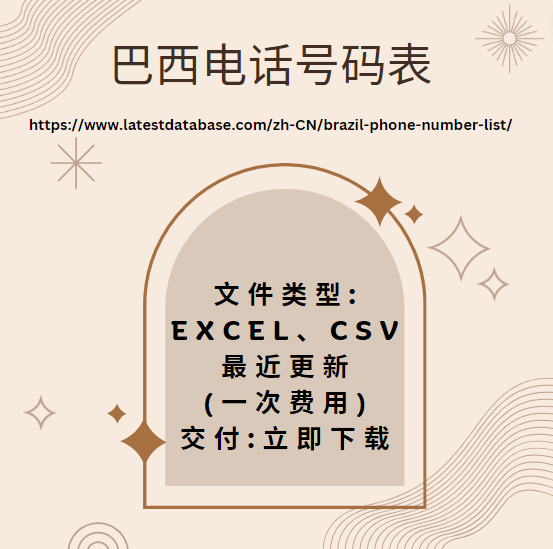 巴西电话号码表
https://www.latestdatabase.com/zh-CN/brazil-phone-number-list/
文件类型:
EXCEL、CSV
最近更新
(一次费用)
交付:立即下载